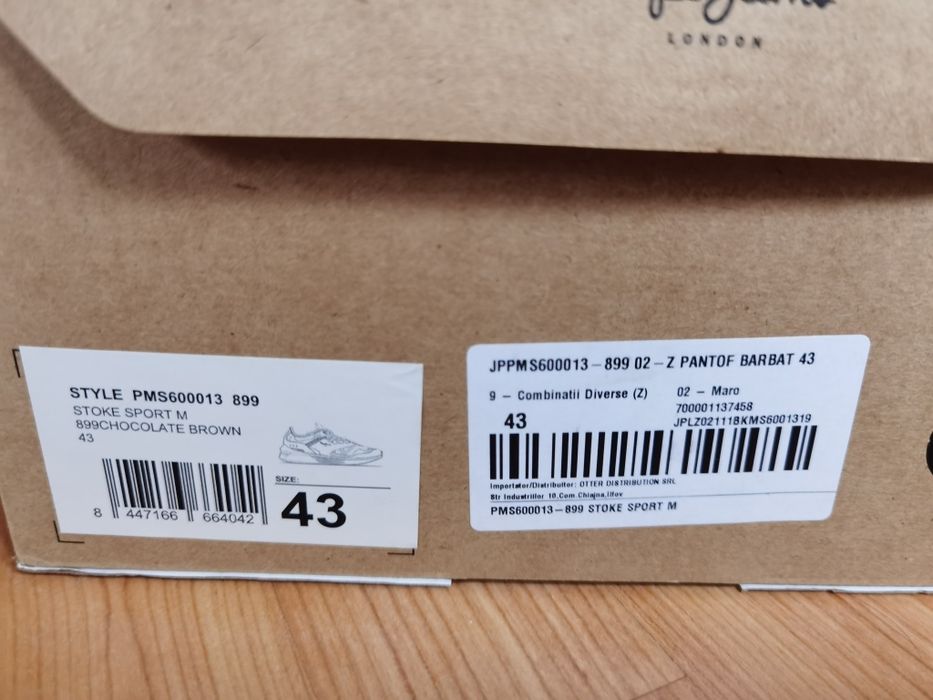 LONDON
STYLE PMS600013 899
STOKE SPORT M
899CHOCOLATE BROWN
43
SIZE:
43
8 447166 664042
JPPMS600013-899 02-Z PANTOF BARBAT 43
9 - Combinatii Diverse (Z) 02 - Maro
43 700001137458
JPLZ02111BKMS6001319
Importator/Distribuitor: OTTER DISTRIBUTION SRL
Str Industriilor 10,Com.Chiajna,Ilfov
PMS600013-899 STOKE SPORT M